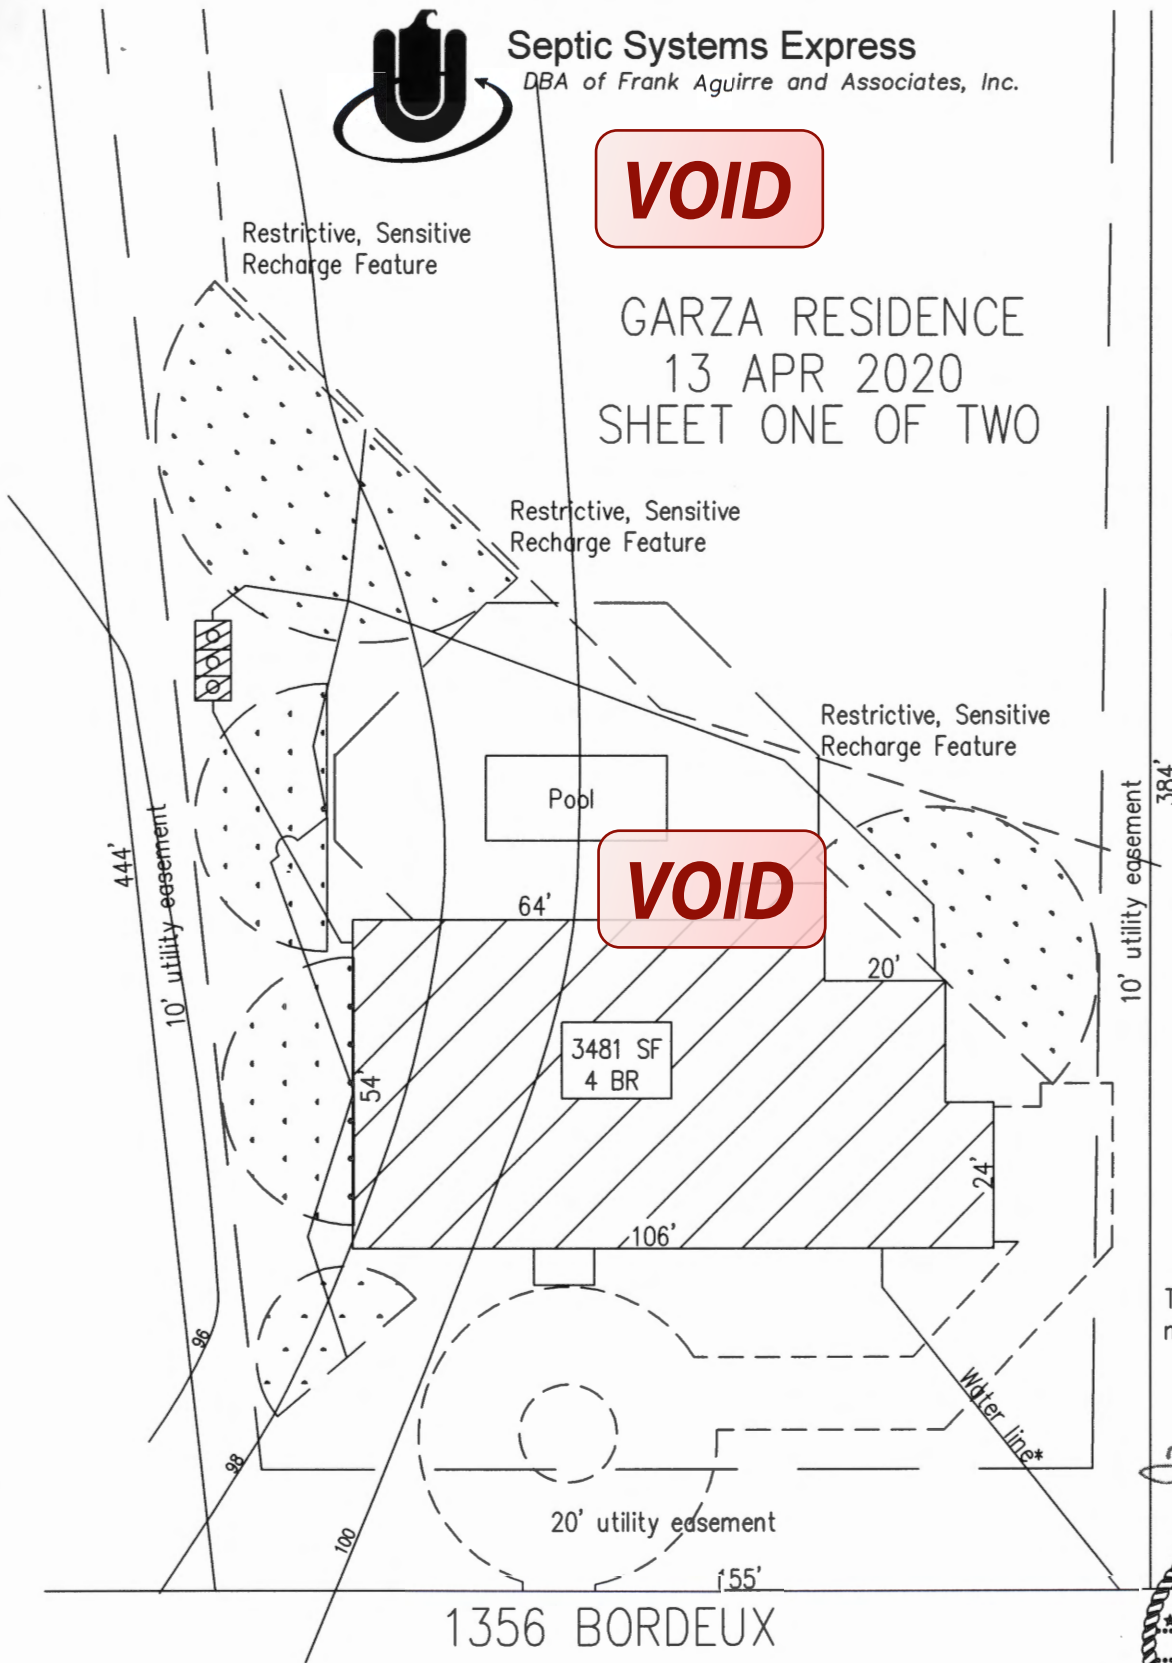 Septic Systems Express
DBA of Frank Aguirre and Associates, Inc.
VOID
Restrictive, Sensitive
Recharge Feature
GARZA RESIDENCE
13 APR 2020
SHEET ONE OF TWO
Restrictive, Sensitive
Recharge Feature
Restrictive, Sensitive
Recharge Feature
384'
10' utility easement
Pool
444'
10' utility easement
VOID
64'
20'
3481 SF
4 BR
54'
24'
106'
96
98
100
Water line*
20' utility easement
155'
1356 BORDEUX